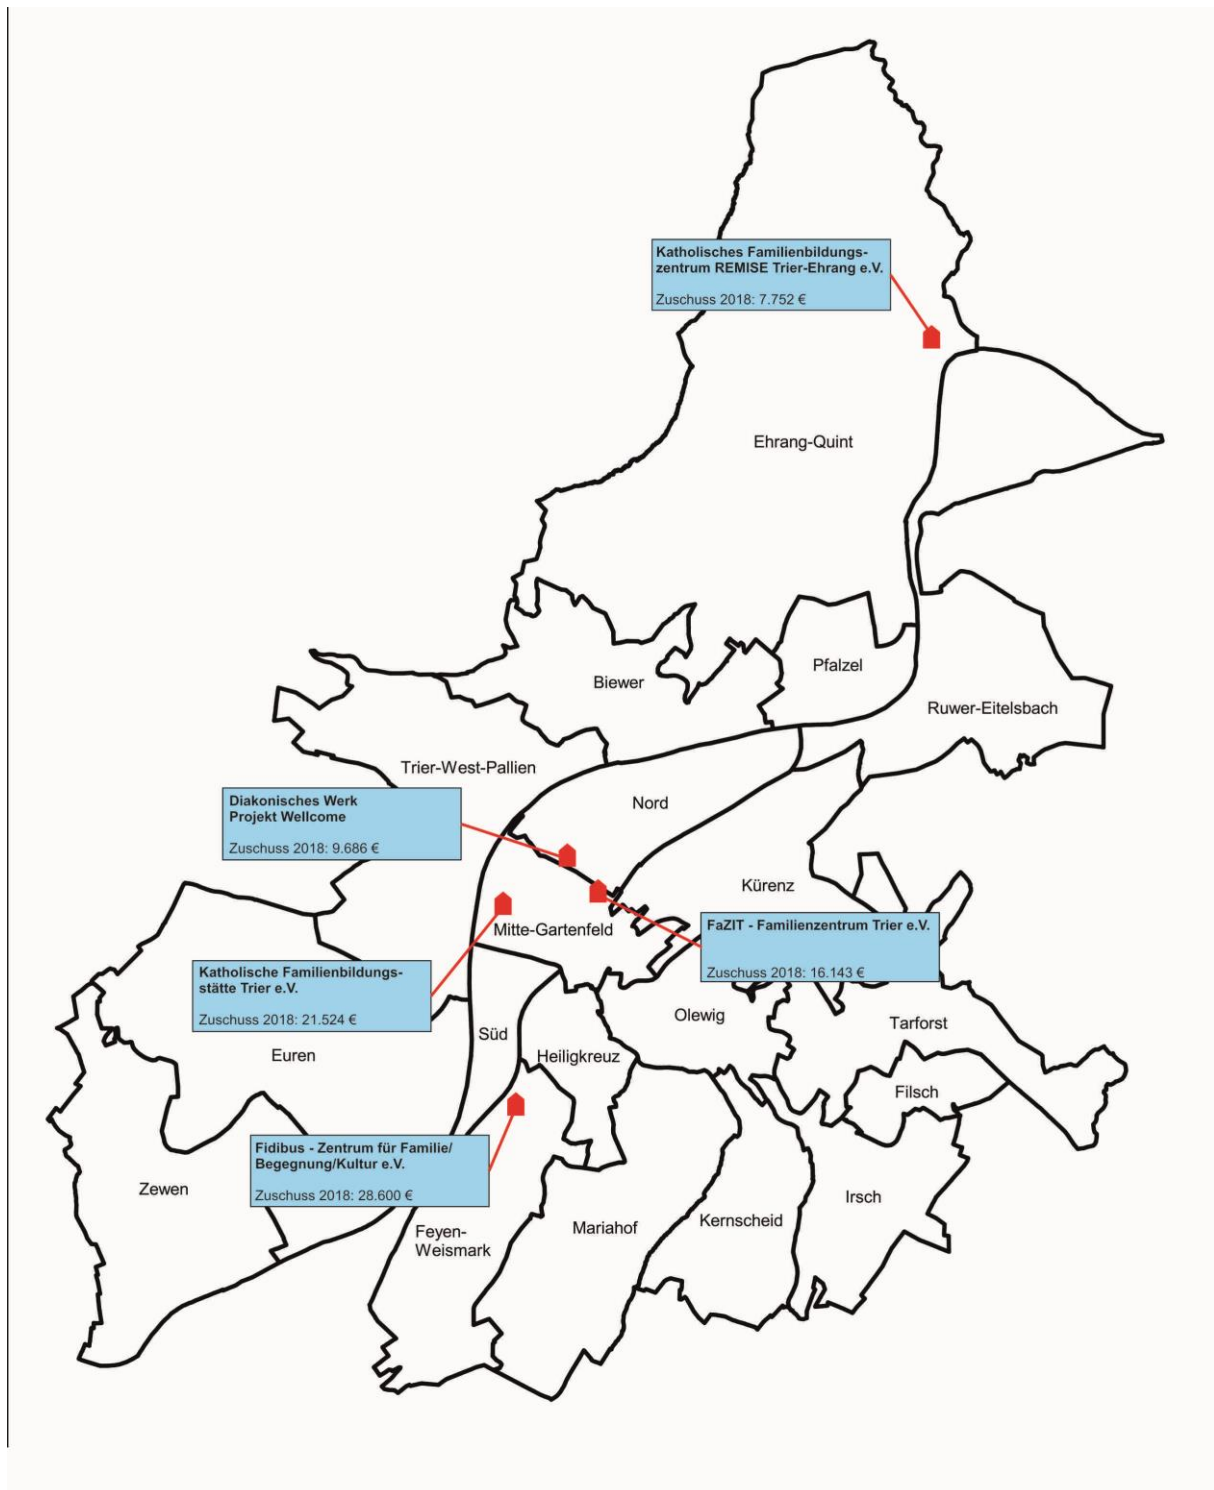 Katholisches Familienbildungs-
zentrum REMISE Trier-Ehrang e.V.
Zuschuss 2018: 7.752 €
Ehrang-Quint
Pfalzel
Biewer
Ruwer-Eitelsbach
Trier-West-Pallien
Diakonisches Werk
Projekt Wellcome
Zuschuss 2018: 9.686 €
Nord
Kürenz
Mitte-Gartenfeld
FaZIT - Familienzentrum Trier e.V.
Zuschuss 2018: 16.143 €
Katholische Familienbildungs-
stätte Trier e.V.
Zuschuss 2018: 21.524 €
Euren
Süd
Heiligkreuz
Olewig
Tarforst
Filsch
Fidibus - Zentrum für Familie/
Begegnung/Kultur e.V.
Zuschuss 2018: 28.600 €
Zewen
Feyen-
Weismark
Mariahof
Kernscheid
Irsch